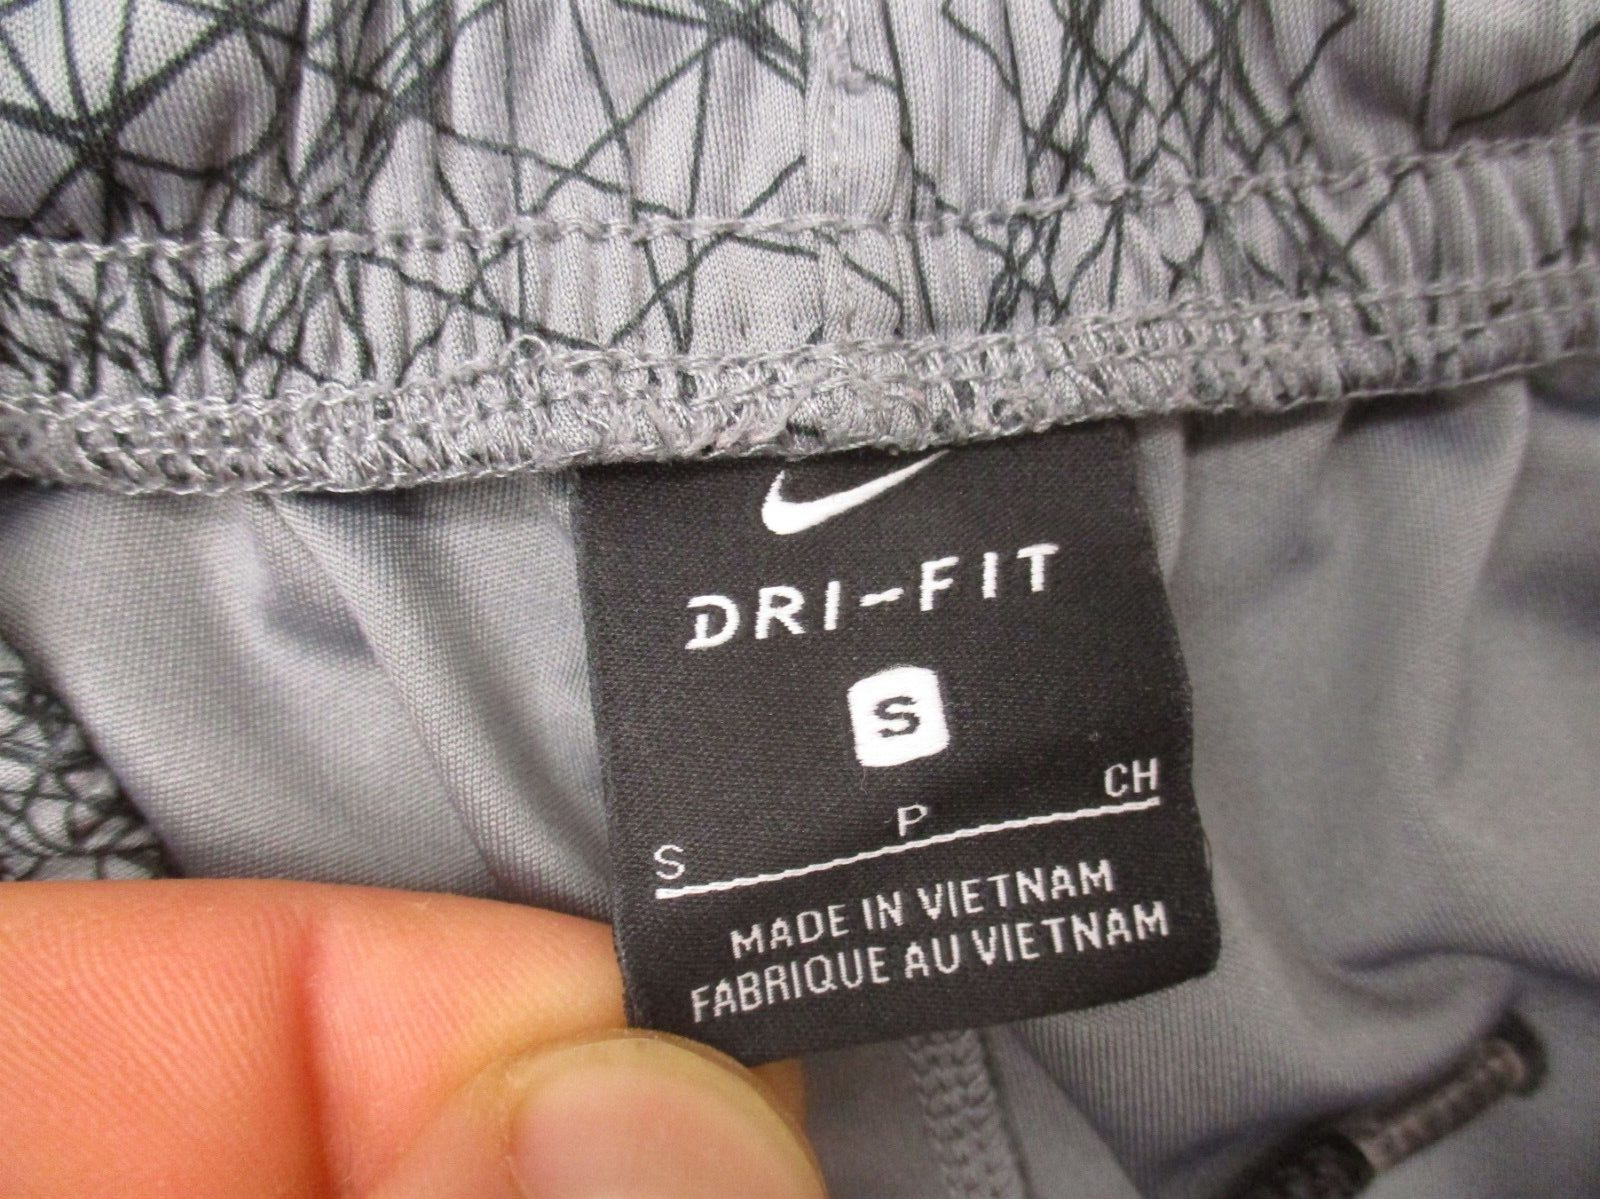 DRI-FIT
S
S P CH
MADE IN VIETNAM
FABRIQUE AU VIETNAM